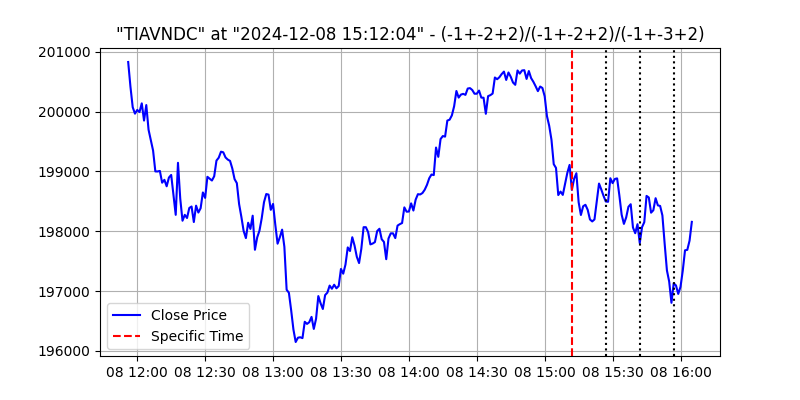 "TIAVNDC" at "2024-12-08 15:12:04" - (-1+-2+2)/(-1+-2+2)/(-1+-3+2)
201000
200000
199000
198000
197000
196000
Close Price
Specific Time
08 12:00 08 12:30 08 13:00 08 13:30 08 14:00 08 14:30 08 15:00 08 15:30 08 16:00